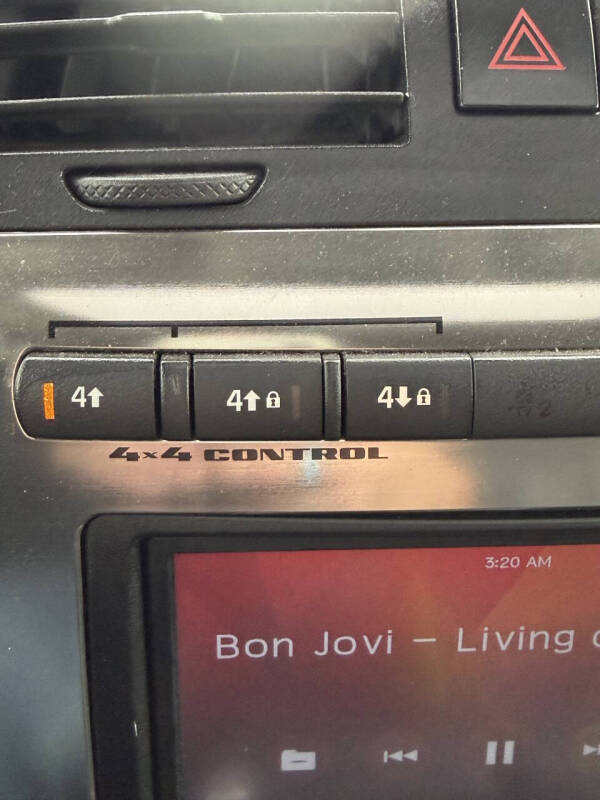 4↑
4↑
4↓
4x4 CONTROL
3:20 AM
Bon Jovi – Living